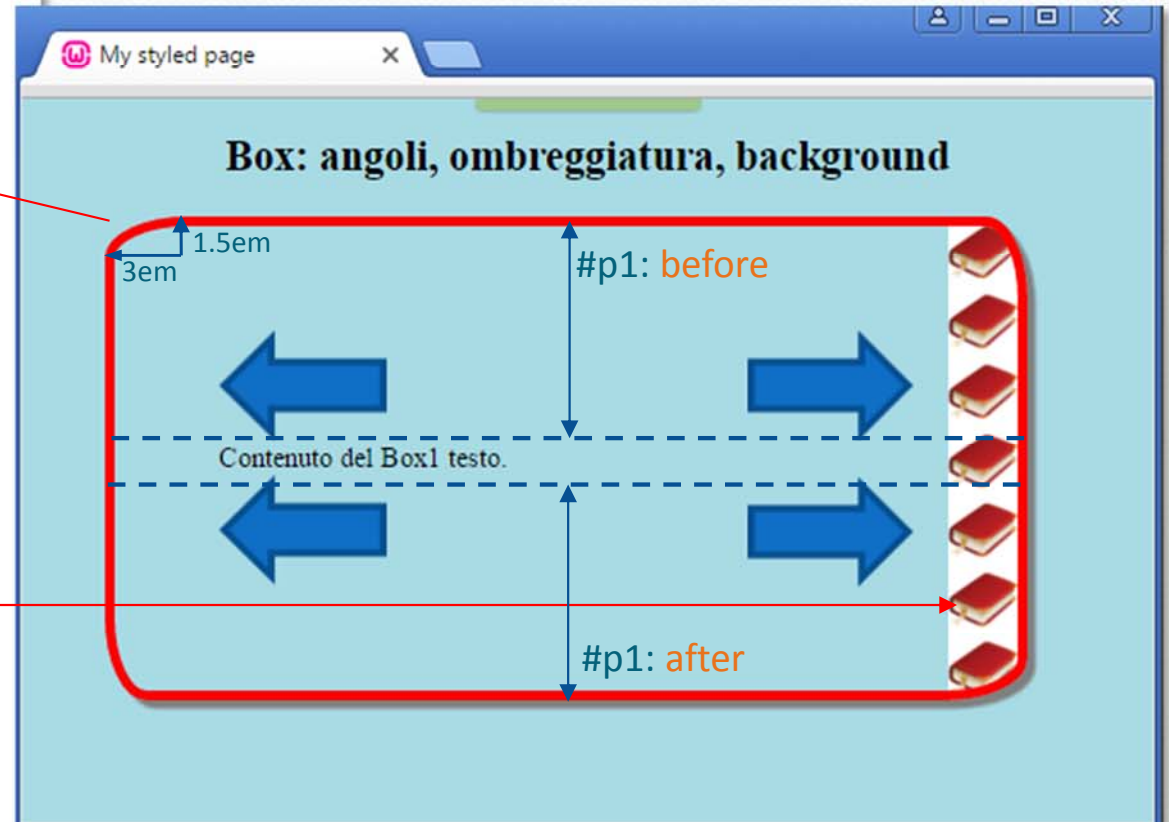 My styled page
Box: angoli, ombreggiatura, background
1.5em
3em
#p1: before
Contenuto del Box1 testo.
#p1: after